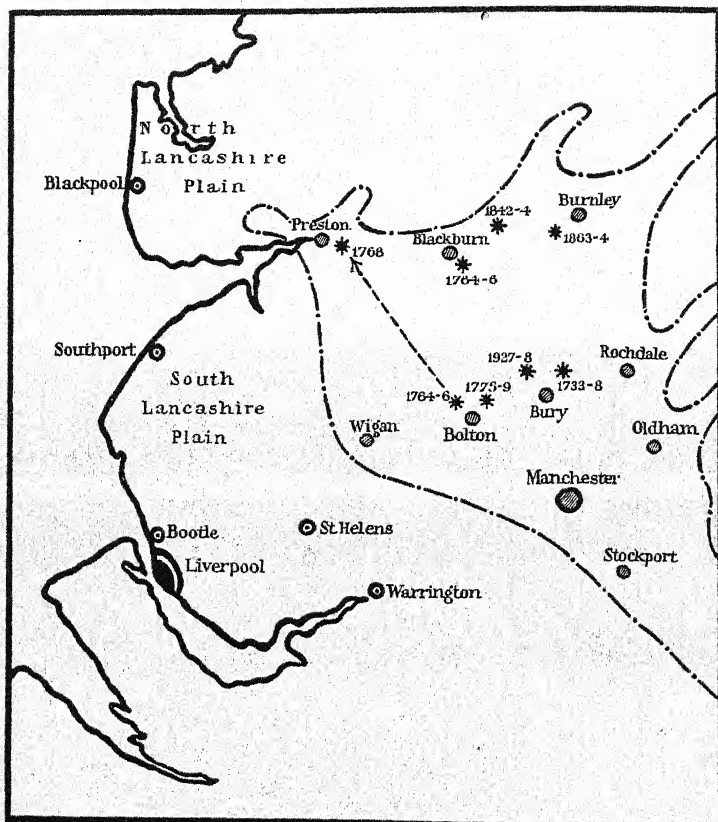 North
Lancashire
Plain
Blackpool
Preston
1768
Blackburn
1764-6
1842-4
Burnley
1863-4
Southport
South
Lancashire
Plain
1927-8
1733-8
Rochdale
1764-6
1775-9
Bolton
Bury
Wigan
Oldham
Manchester
Bootle
St Helens
Liverpool
Stockport
Warrington